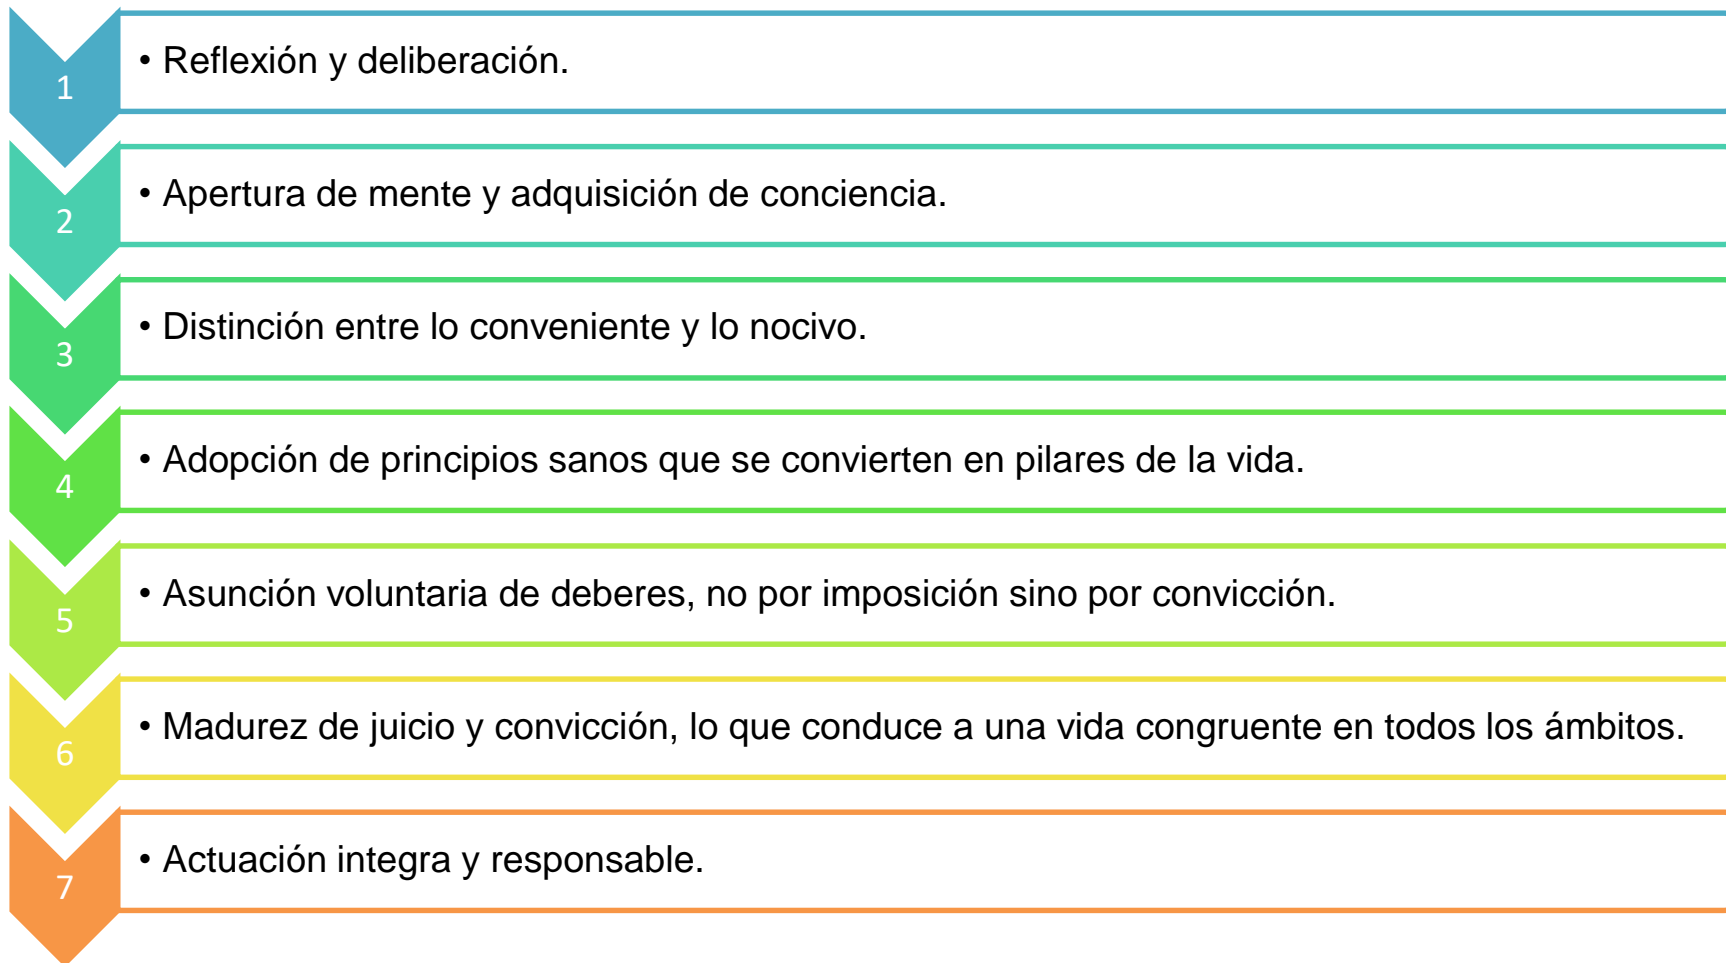 1
• Reflexión y deliberación.
2
• Apertura de mente y adquisición de conciencia.
3
• Distinción entre lo conveniente y lo nocivo.
4
• Adopción de principios sanos que se convierten en pilares de la vida.
5
• Asunción voluntaria de deberes, no por imposición sino por convicción.
6
• Madurez de juicio y convicción, lo que conduce a una vida congruente en todos los ámbitos.
7
• Actuación integra y responsable.